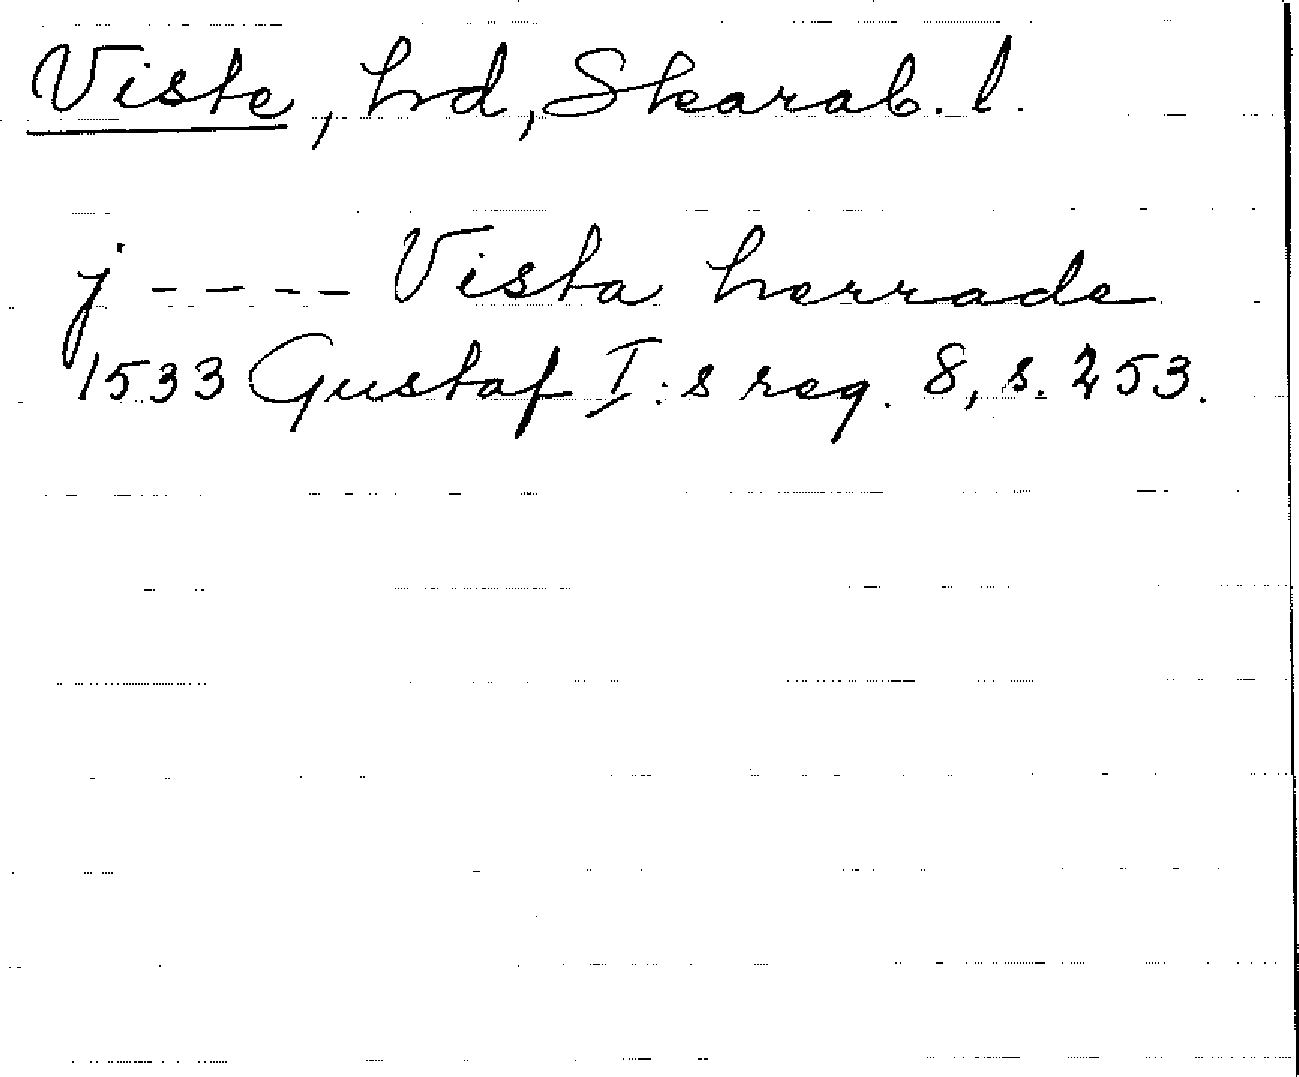 Viste, hd, Skarab. l.
j ----- Vista herrade
1533 Gustaf I:s reg. 8, s. 253.